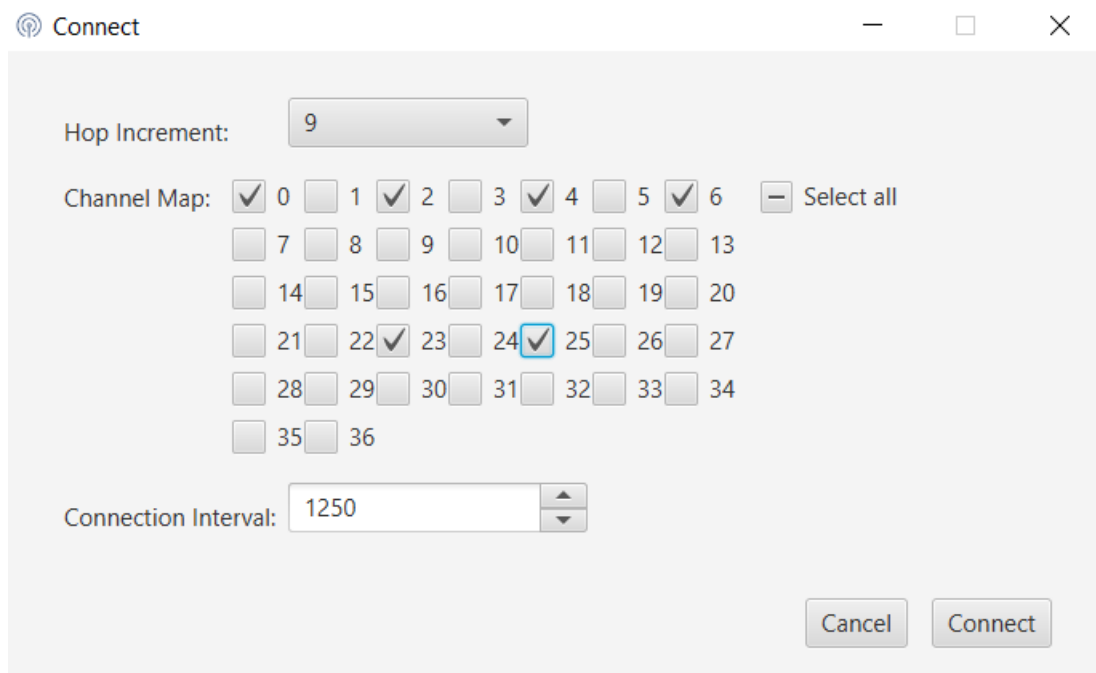 Connect
Hop Increment: 9
Channel Map: 0 1 2 3 4 5 6 Select all
7 8 9 10 11 12 13
14 15 16 17 18 19 20
21 22 23 24 25 26 27
28 29 30 31 32 33 34
35 36
Connection Interval: 1250
Cancel Connect